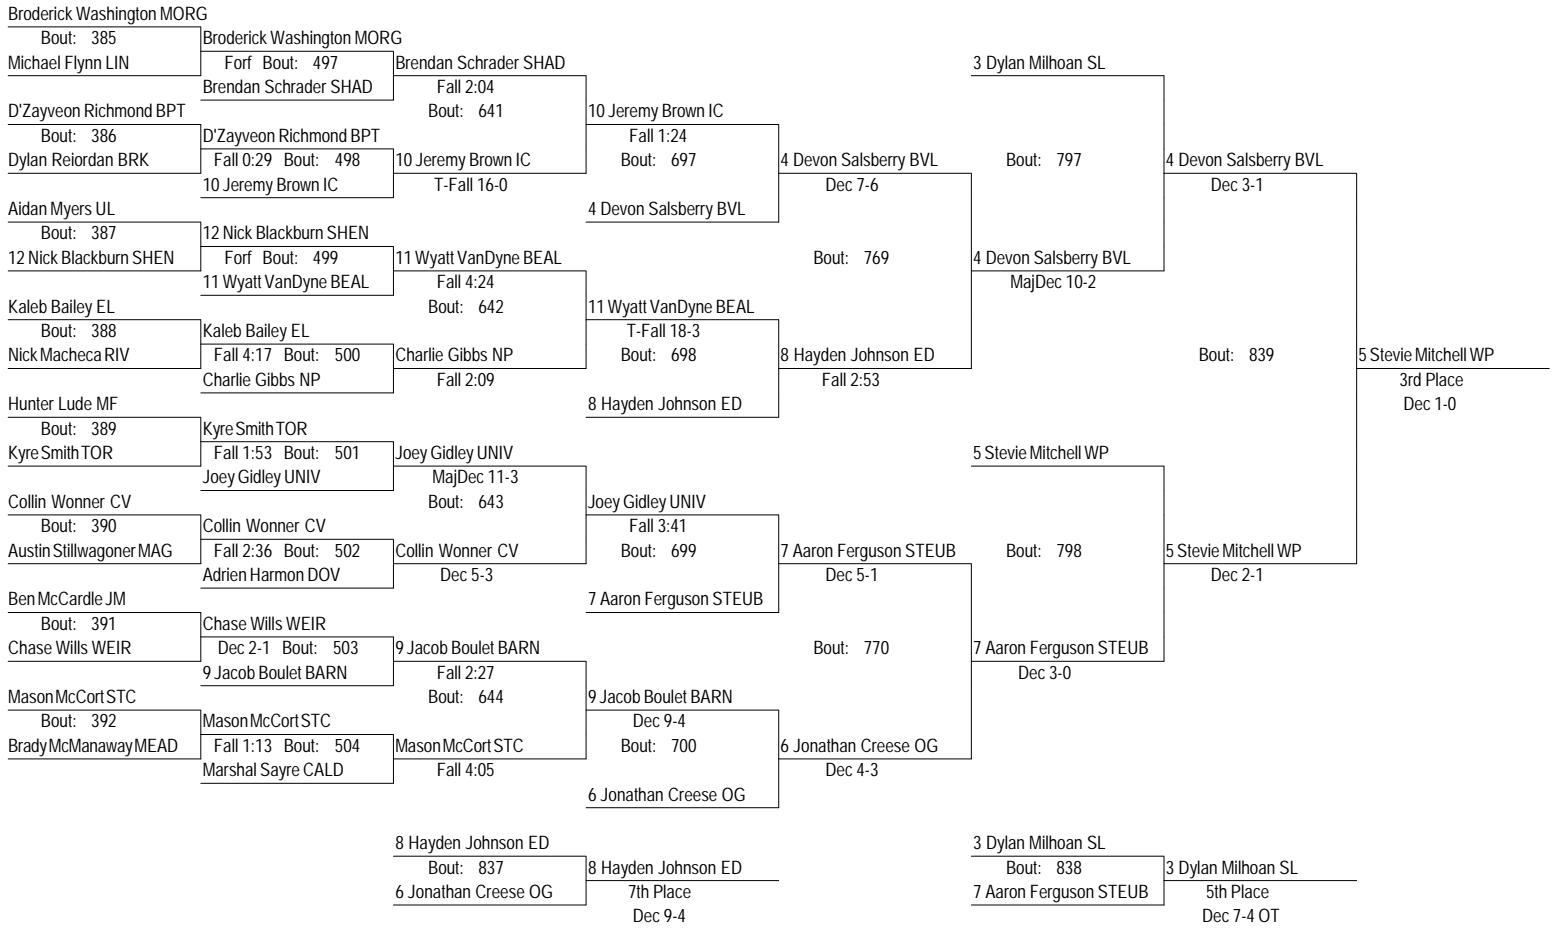 Broderick Washington MORG
Bout: 385
Broderick Washington MORG
Michael Flynn LIN
Forf Bout: 497
Brendan Schrader SHAD
3 Dylan Milhoan SL
Brendan Schrader SHAD
Fall 2:04
D'Zayveon Richmond BPT
Bout: 641
10 Jeremy Brown IC
Bout: 386
D'Zayveon Richmond BPT
Fall 1:24
Dylan Reiordan BRK
Fall 0:29 Bout: 498
10 Jeremy Brown IC
Bout: 697
4 Devon Salsberry BVL
Bout: 797
4 Devon Salsberry BVL
10 Jeremy Brown IC
T-Fall 16-0
Dec 7-6
Dec 3-1
Aidan Myers UL
4 Devon Salsberry BVL
Bout: 387
12 Nick Blackburn SHEN
12 Nick Blackburn SHEN
Forf Bout: 499
11 Wyatt VanDyne BEAL
Bout: 769
4 Devon Salsberry BVL
11 Wyatt VanDyne BEAL
Fall 4:24
MajDec 10-2
Kaleb Bailey EL
Bout: 642
11 Wyatt VanDyne BEAL
Bout: 388
Kaleb Bailey EL
T-Fall 18-3
Nick Macheca RIV
Fall 4:17 Bout: 500
Charlie Gibbs NP
Bout: 698
8 Hayden Johnson ED
Bout: 839
5 Stevie Mitchell WP
Charlie Gibbs NP
Fall 2:09
Fall 2:53
3rd Place
Hunter Lude MF
8 Hayden Johnson ED
Dec 1-0
Bout: 389
Kyre Smith TOR
Kyre Smith TOR
Fall 1:53 Bout: 501
Joey Gidley UNIV
5 Stevie Mitchell WP
Joey Gidley UNIV
MajDec 11-3
Collin Wonner CV
Bout: 643
Joey Gidley UNIV
Bout: 390
Collin Wonner CV
Fall 3:41
Austin Stillwagoner MAG
Fall 2:36 Bout: 502
Collin Wonner CV
Bout: 699
7 Aaron Ferguson STEUB
Bout: 798
5 Stevie Mitchell WP
Adrien Harmon DOV
Dec 5-3
Dec 5-1
Dec 2-1
Ben McCardle JM
7 Aaron Ferguson STEUB
Bout: 391
Chase Wills WEIR
Chase Wills WEIR
Dec 2-1 Bout: 503
9 Jacob Boulet BARN
Bout: 770
7 Aaron Ferguson STEUB
9 Jacob Boulet BARN
Fall 2:27
Dec 3-0
Mason McCort STC
Bout: 644
9 Jacob Boulet BARN
Bout: 392
Mason McCort STC
Dec 9-4
Brady McManaway MEAD
Fall 1:13 Bout: 504
Mason McCort STC
Bout: 700
6 Jonathan Creese OG
Marshal Sayre CALD
Fall 4:05
Dec 4-3
6 Jonathan Creese OG
8 Hayden Johnson ED
3 Dylan Milhoan SL
Bout: 837
8 Hayden Johnson ED
Bout: 838
3 Dylan Milhoan SL
6 Jonathan Creese OG
7th Place
7 Aaron Ferguson STEUB
5th Place
Dec 9-4
Dec 7-4 OT